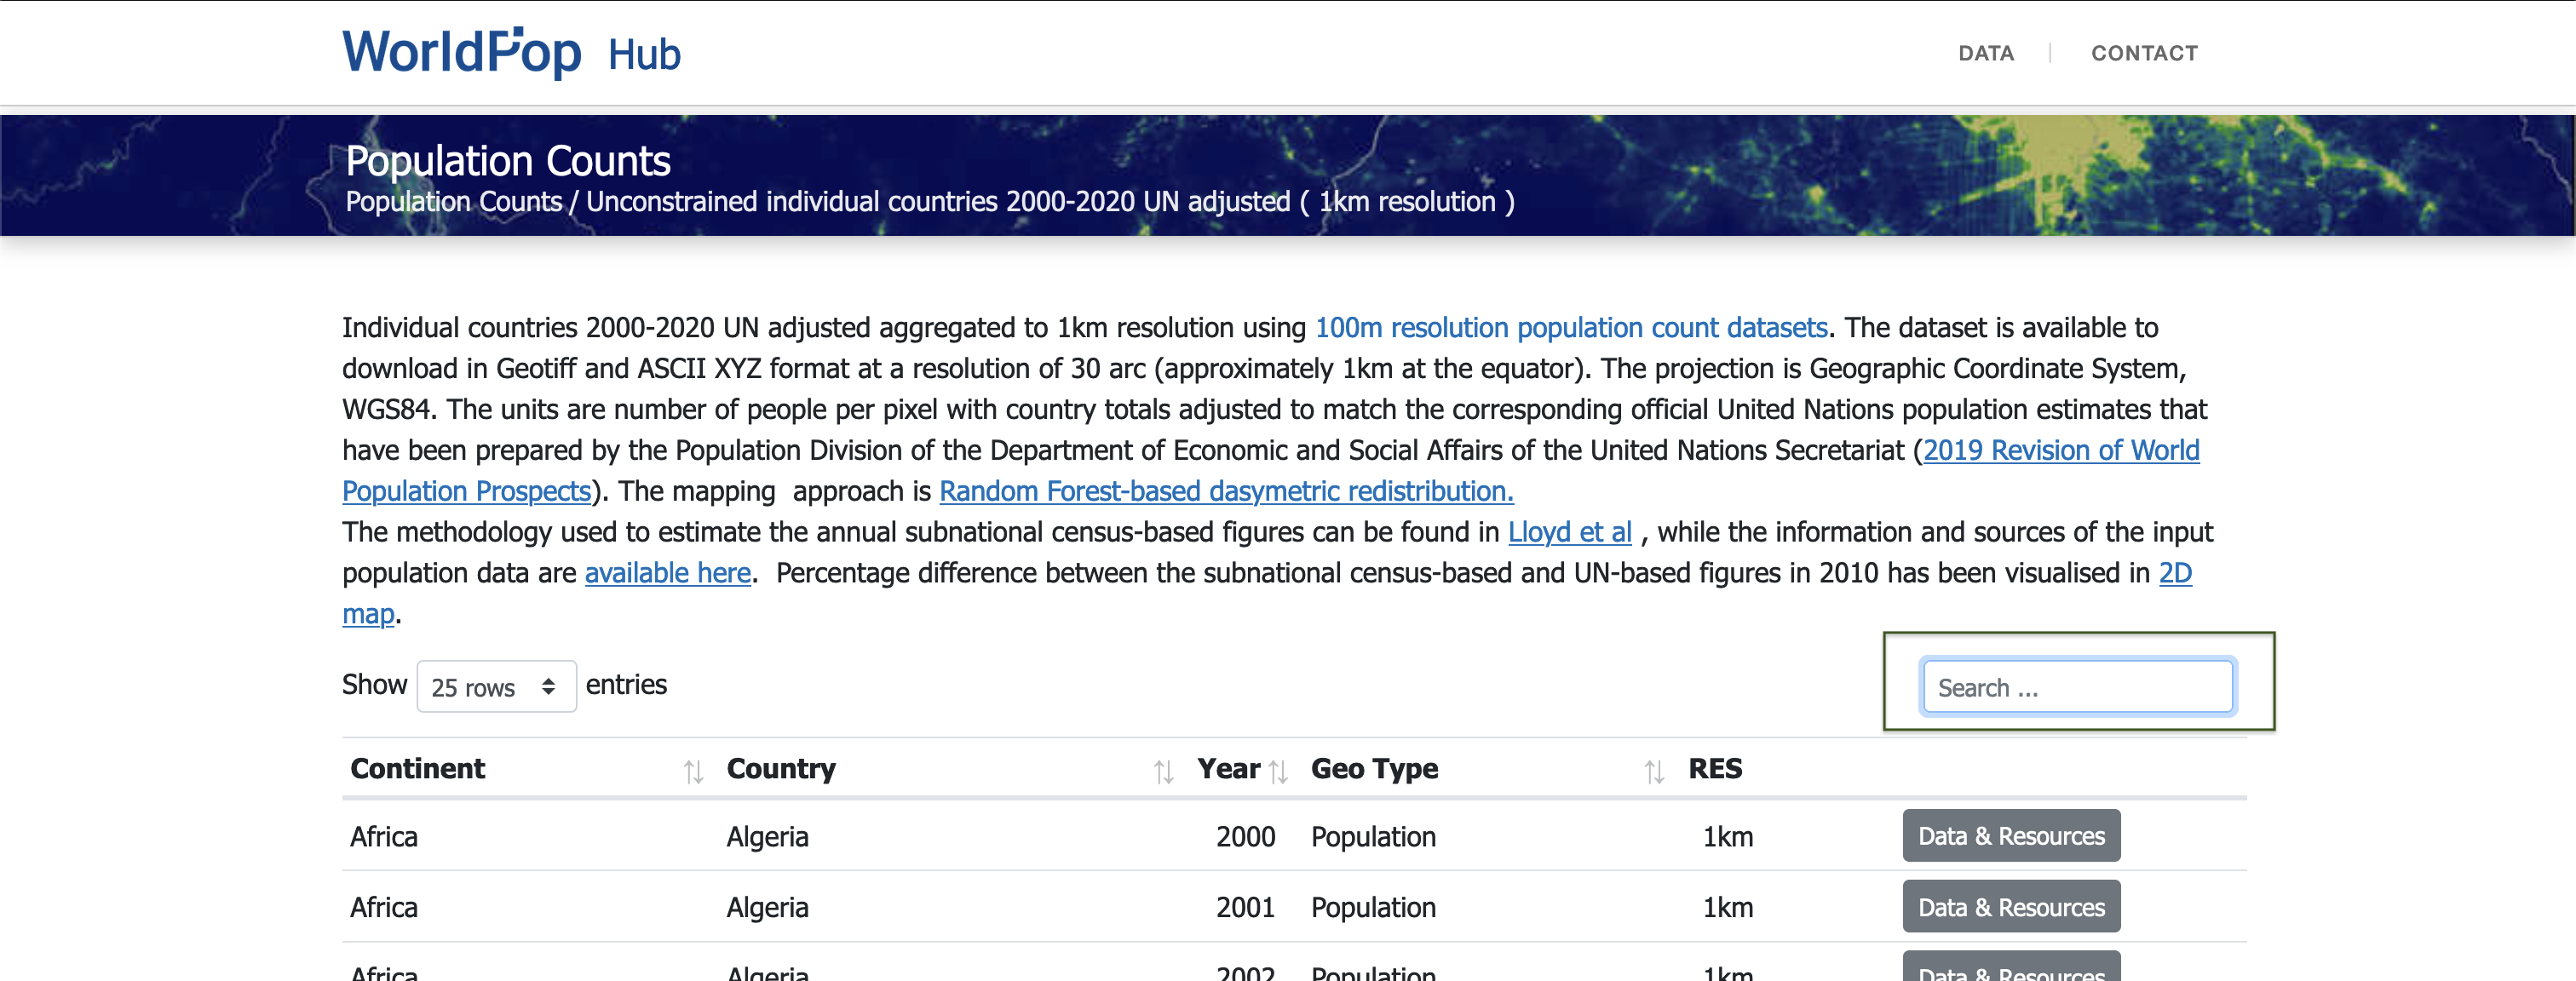 WorldPop Hub
DATA | CONTACT
Population Counts
Population Counts / Unconstrained individual countries 2000-2020 UN adjusted ( 1km resolution )
Individual countries 2000-2020 UN adjusted aggregated to 1km resolution using 100m resolution population count datasets. The dataset is available to
download in Geotiff and ASCII XYZ format at a resolution of 30 arc (approximately 1km at the equator). The projection is Geographic Coordinate System,
WGS84. The units are number of people per pixel with country totals adjusted to match the corresponding official United Nations population estimates that
have been prepared by the Population Division of the Department of Economic and Social Affairs of the United Nations Secretariat (2019 Revision of World
Population Prospects). The mapping  approach is Random Forest-based dasymetric redistribution.
The methodology used to estimate the annual subnational census-based figures can be found in Lloyd et al , while the information and sources of the input
population data are available here.  Percentage difference between the subnational census-based and UN-based figures in 2010 has been visualised in 2D
map.
Show 25 rows entries
Search ...
Continent Country Year Geo Type RES
Africa Algeria 2000 Population 1km Data & Resources
Africa Algeria 2001 Population 1km Data & Resources
Africa Algeria 2002 Population 1km Data & Resources